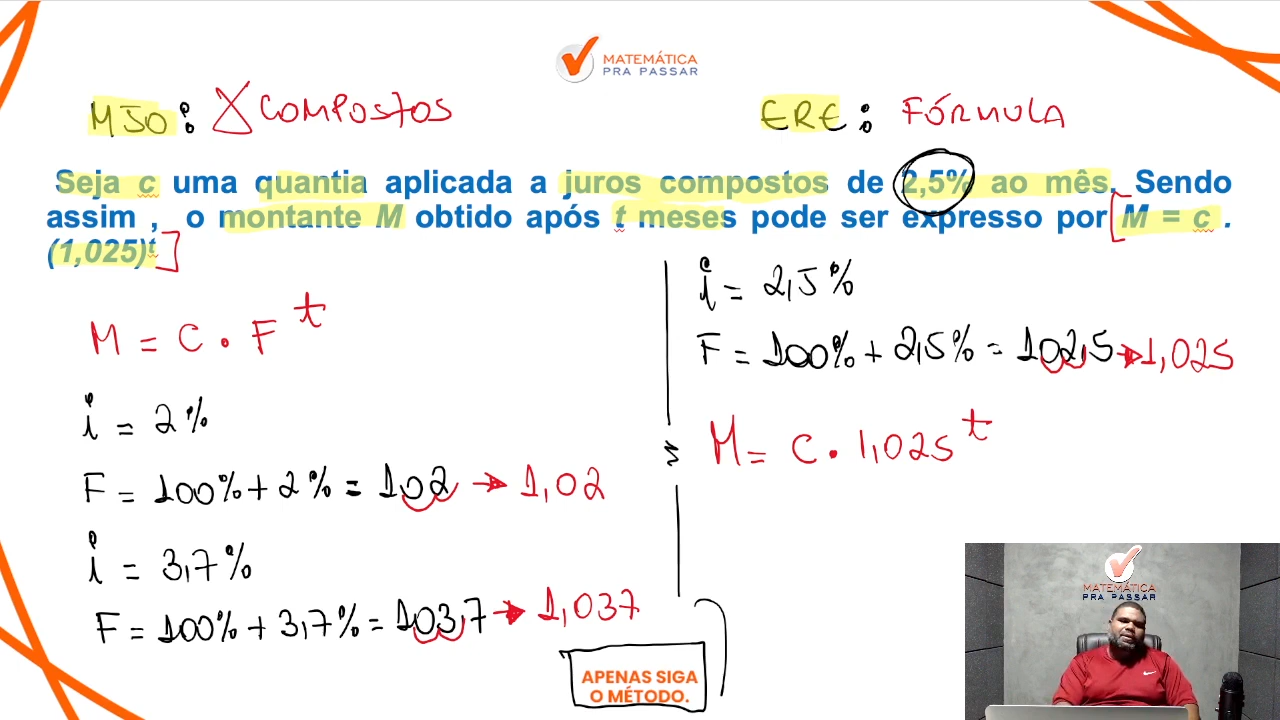 MATEMÁTICA
PRA PASSAR
MJO: COMPOSTOS
ERE: FÓRMULA
Seja c uma quantia aplicada a juros compostos de 2,5% ao mês. Sendo
assim , o montante M obtido após t meses pode ser expresso por M = c .
(1,025)ᵗ
M = C . Fᵗ
i = 2%
F = 100% + 2% = 102 → 1,02
i = 3,7%
F = 100% + 3,7% = 103,7 → 1,037
i = 2,5%
F = 100% + 2,5% = 102,5 → 1,025
M = C . 1,025ᵗ
APENAS SIGA
O MÉTODO.
MATEMÁTICA
PRA PASSAR